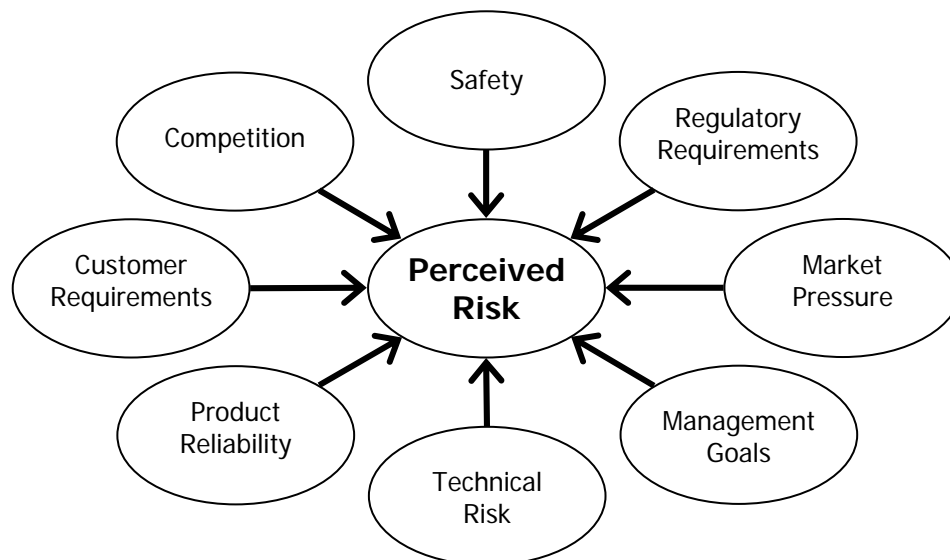 Safety
Competition
Regulatory
Requirements
Customer
Requirements
Perceived
Risk
Market
Pressure
Product
Reliability
Management
Goals
Technical
Risk